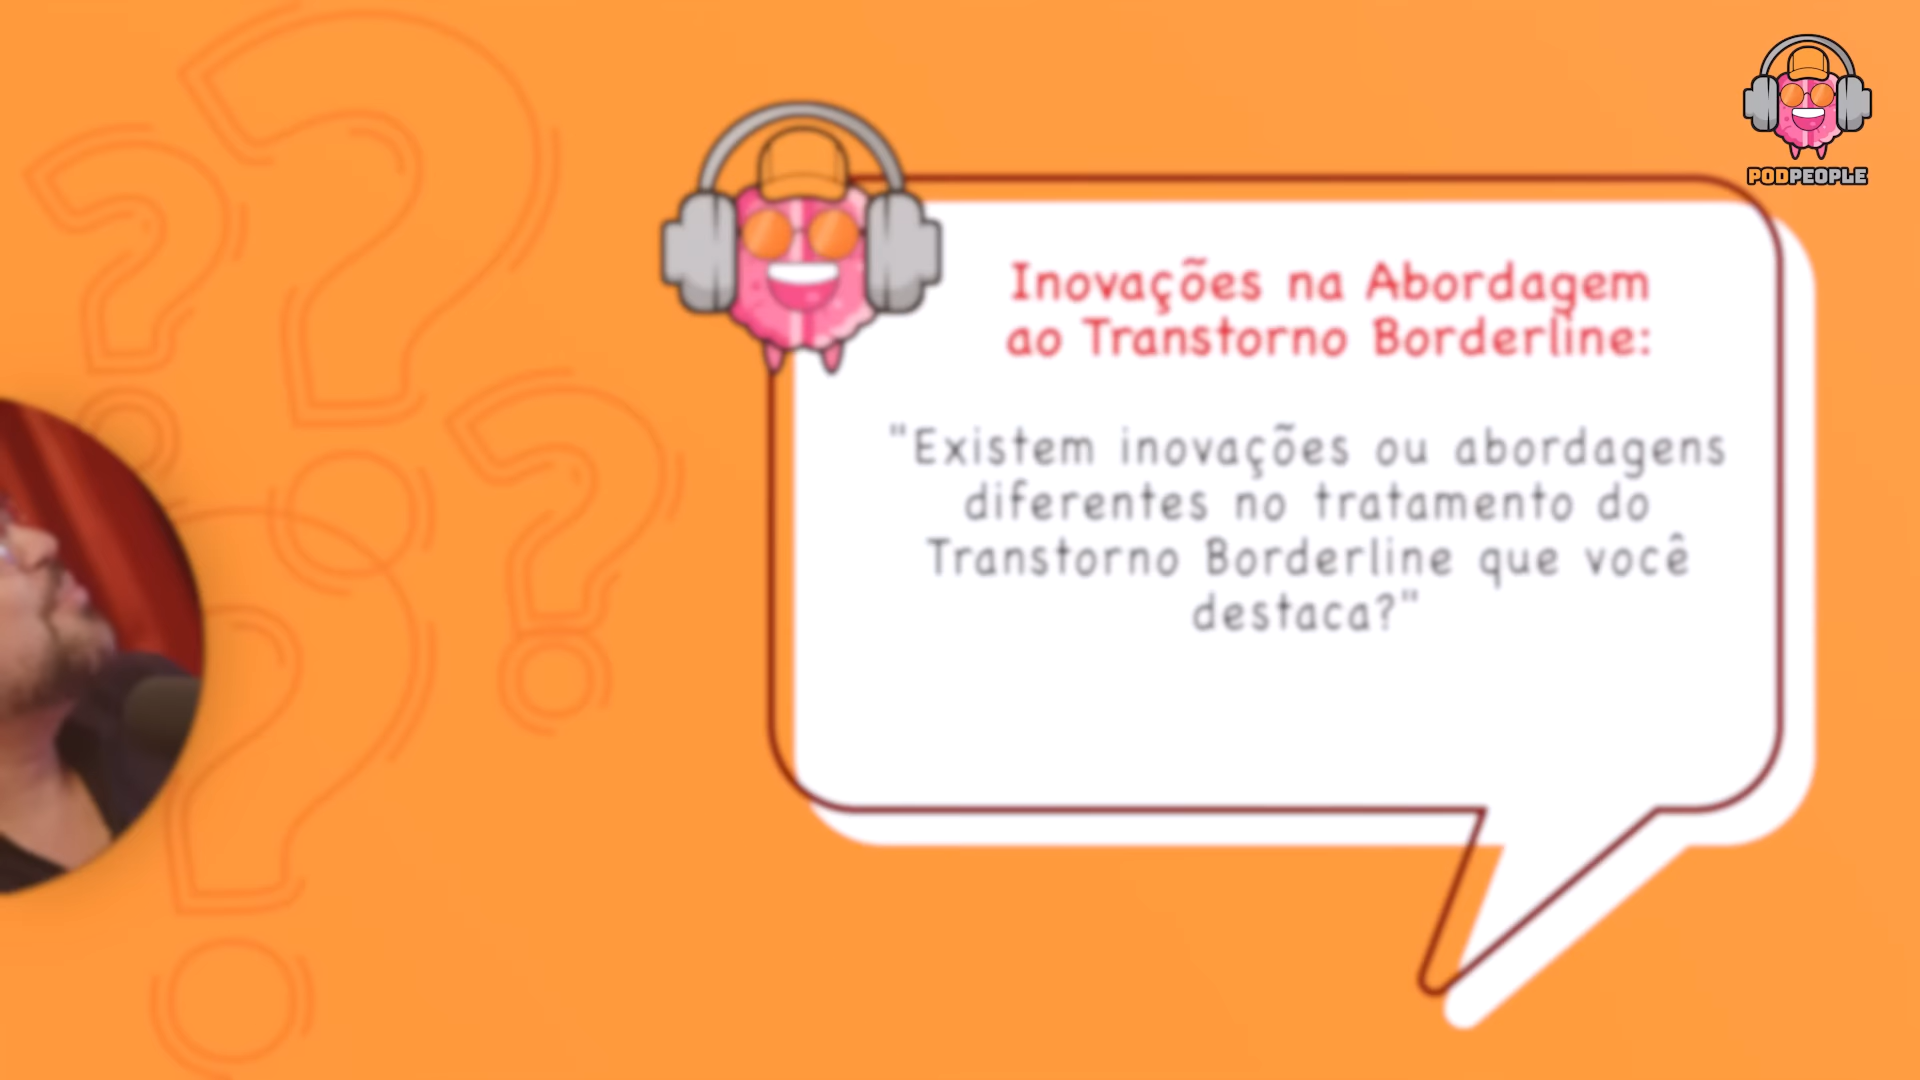 PODPEOPLE
Inovações na Abordagem
ao Transtorno Borderline:
"Existem inovações ou abordagens
diferentes no tratamento do
Transtorno Borderline que você
destaca?"